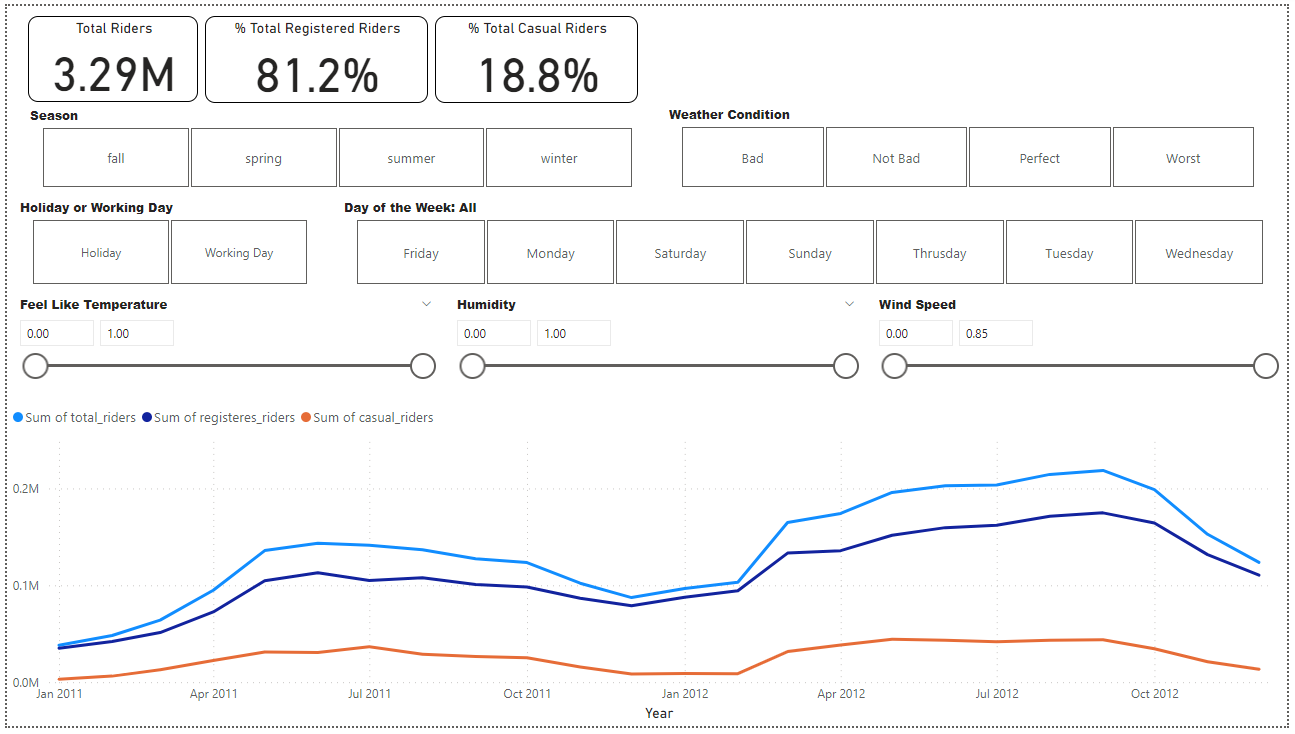 Total Riders
3.29M
% Total Registered Riders
81.2%
% Total Casual Riders
18.8%
Season
fall spring summer winter
Weather Condition
Bad Not Bad Perfect Worst
Holiday or Working Day
Holiday Working Day
Day of the Week: All
Friday Monday Saturday Sunday Thrusday Tuesday Wednesday
Feel Like Temperature
0.00 1.00
Humidity
0.00 1.00
Wind Speed
0.00 0.85
Sum of total_riders Sum of registeres_riders Sum of casual_riders
0.2M
0.1M
0.0M
Jan 2011 Apr 2011 Jul 2011 Oct 2011 Jan 2012 Apr 2012 Jul 2012 Oct 2012
Year